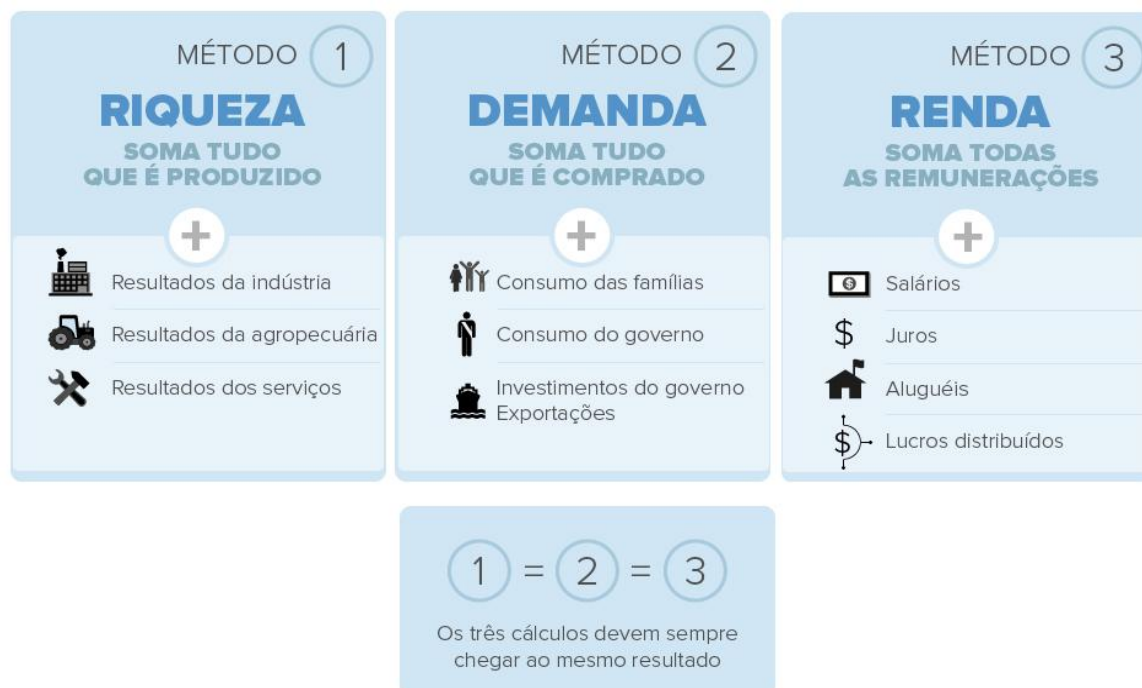 MÉTODO 1
RIQUEZA
SOMA TUDO
QUE É PRODUZIDO
+
Resultados da indústria
Resultados da agropecuária
Resultados dos serviços
MÉTODO 2
DEMANDA
SOMA TUDO
QUE É COMPRADO
+
Consumo das famílias
Consumo do governo
Investimentos do governo
Exportações
MÉTODO 3
RENDA
SOMA TODAS
AS REMUNERAÇÕES
+
Salários
$ Juros
Aluguéis
$ Lucros distribuídos
1 = 2 = 3
Os três cálculos devem sempre
chegar ao mesmo resultado